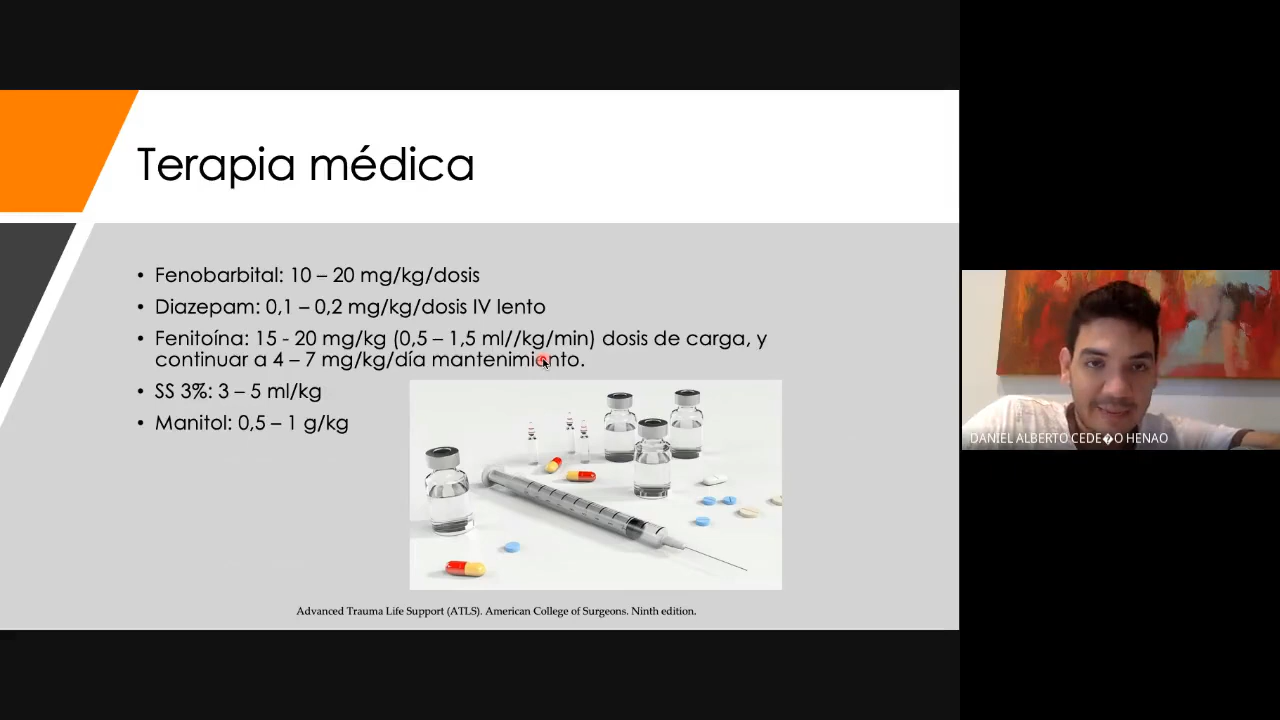 Terapia médica
• Fenobarbital: 10 – 20 mg/kg/dosis
• Diazepam: 0,1 – 0,2 mg/kg/dosis IV lento
• Fenitoína: 15 - 20 mg/kg (0,5 – 1,5 ml//kg/min) dosis de carga, y
continuar a 4 – 7 mg/kg/día mantenimiento.
• SS 3%: 3 – 5 ml/kg
• Manitol: 0,5 – 1 g/kg
Advanced Trauma Life Support (ATLS). American College of Surgeons. Ninth edition.
DANIEL ALBERTO CEDE�O HENAO